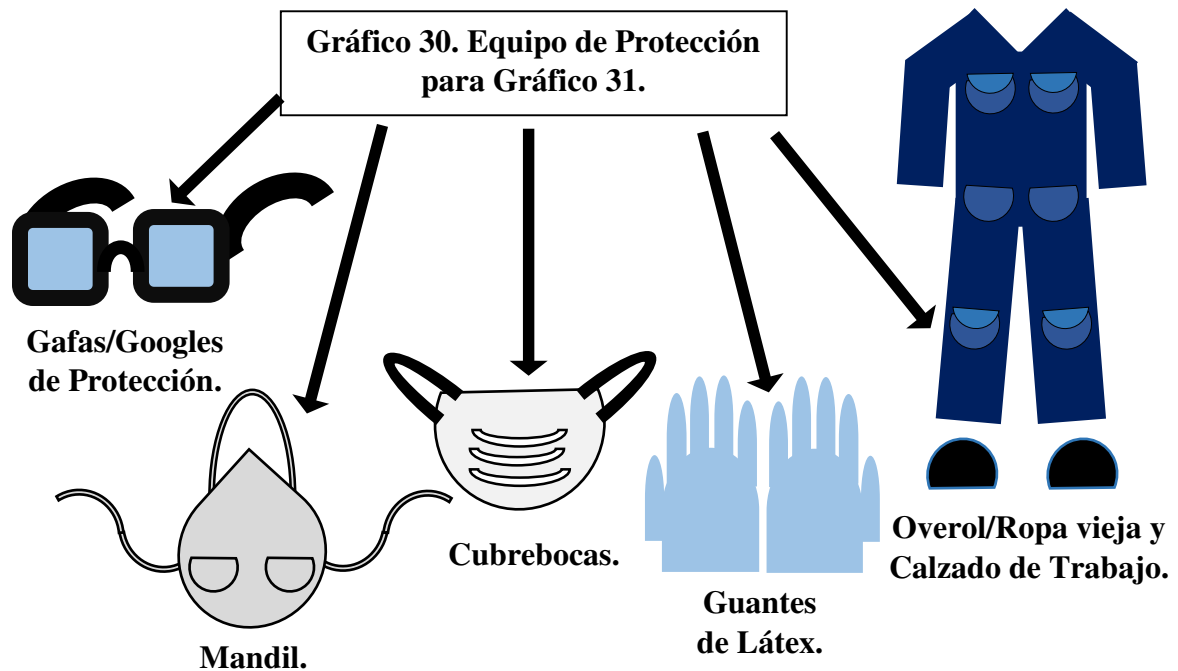 Gráfico 30. Equipo de Protección
para Gráfico 31.
Gafas/Googles
de Protección.
Mandil.
Cubrebocas.
Guantes
de Látex.
Overol/Ropa vieja y
Calzado de Trabajo.